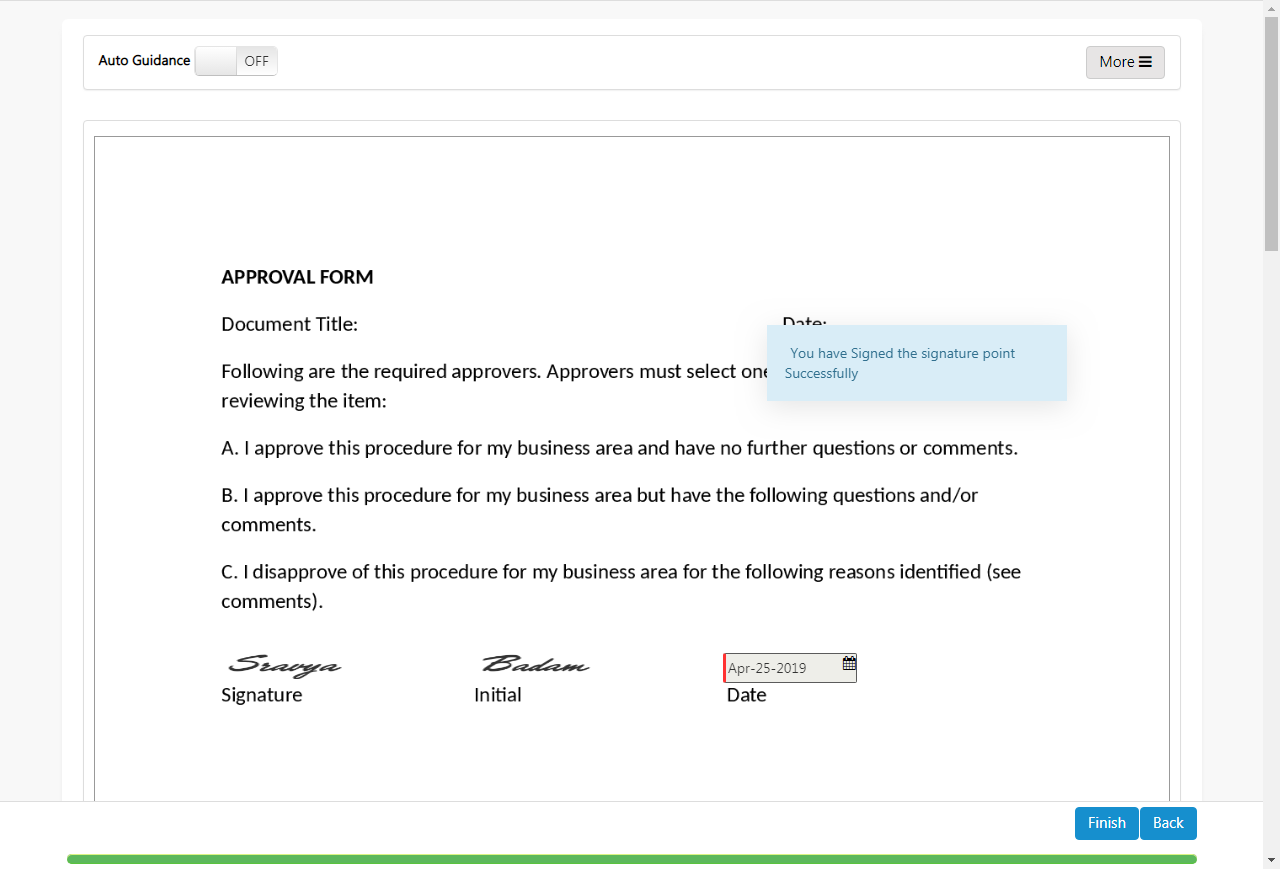 Auto Guidance OFF More
APPROVAL FORM
Document Title: Date:
Following are the required approvers. Approvers must select one
reviewing the item:
You have Signed the signature point
Successfully
A. I approve this procedure for my business area and have no further questions or comments.
B. I approve this procedure for my business area but have the following questions and/or
comments.
C. I disapprove of this procedure for my business area for the following reasons identified (see
comments).
Sravya Badam Apr-25-2019
Signature Initial Date
Finish Back